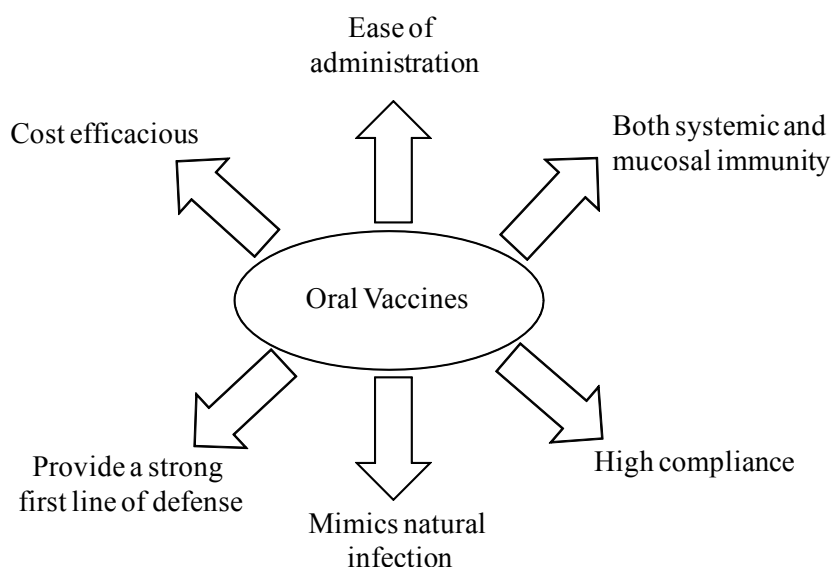 Ease of
administration
Cost efficacious
Both systemic and
mucosal immunity
Oral Vaccines
Provide a strong
first line of defense
Mimics natural
infection
High compliance